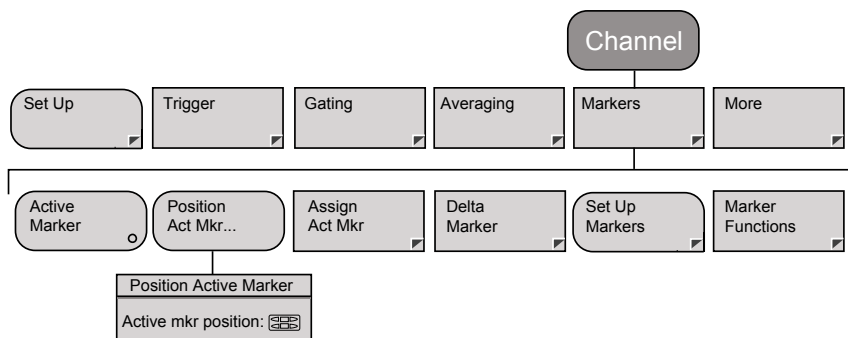 Channel
Set Up
Trigger
Gating
Averaging
Markers
More
Active
Marker
Position
Act Mkr...
Assign
Act Mkr
Delta
Marker
Set Up
Markers
Marker
Functions
Position Active Marker
Active mkr position: